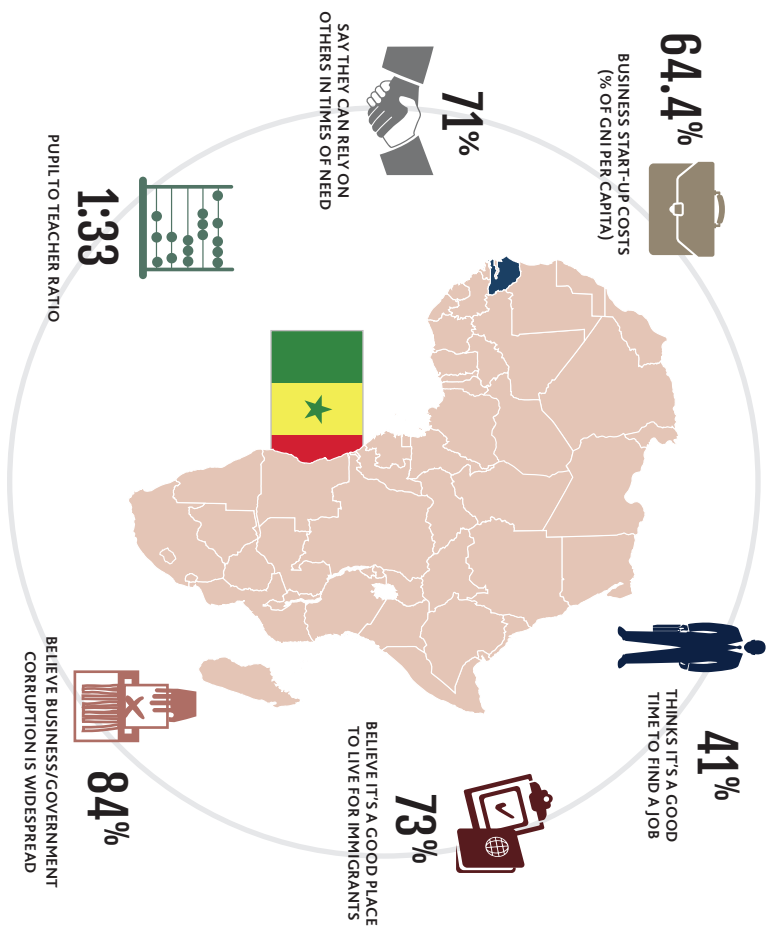 64.4%
BUSINESS START-UP COSTS
(% OF GNI PER CAPITA)
41%
THINKS IT'S A GOOD
TIME TO FIND A JOB
71%
SAY THEY CAN RELY ON
OTHERS IN TIMES OF NEED
73%
BELIEVE IT'S A GOOD PLACE
TO LIVE FOR IMMIGRANTS
1:33
PUPIL TO TEACHER RATIO
84%
BELIEVE BUSINESS/GOVERNMENT
CORRUPTION IS WIDESPREAD